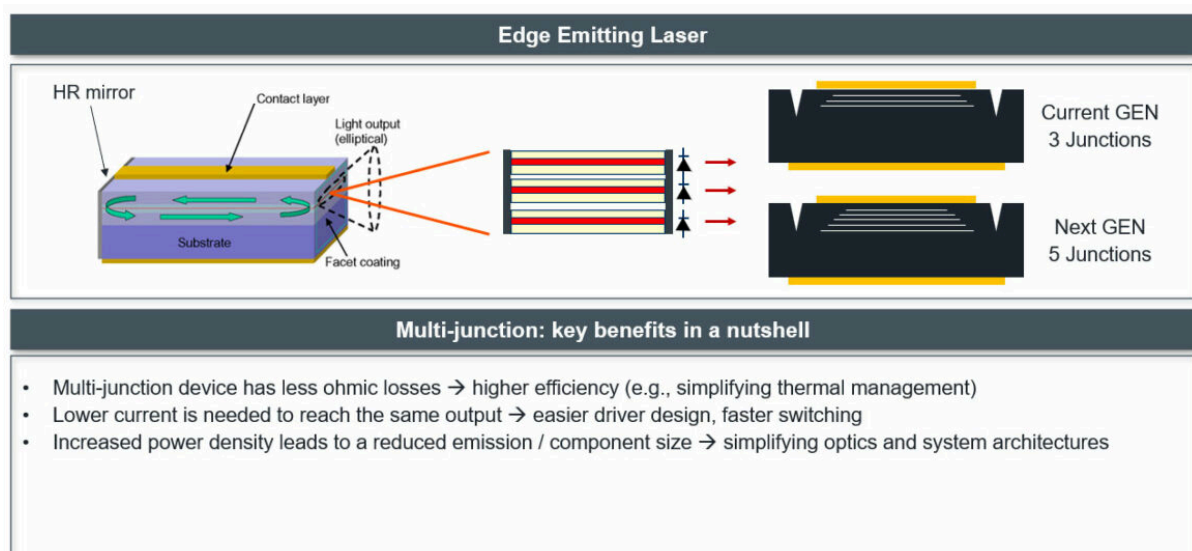 Edge Emitting Laser
HR mirror
Contact layer
Light output
(elliptical)
Substrate
Facet coating
Current GEN
3 Junctions
Next GEN
5 Junctions
Multi-junction: key benefits in a nutshell
• Multi-junction device has less ohmic losses → higher efficiency (e.g., simplifying thermal management)
• Lower current is needed to reach the same output → easier driver design, faster switching
• Increased power density leads to a reduced emission / component size → simplifying optics and system architectures